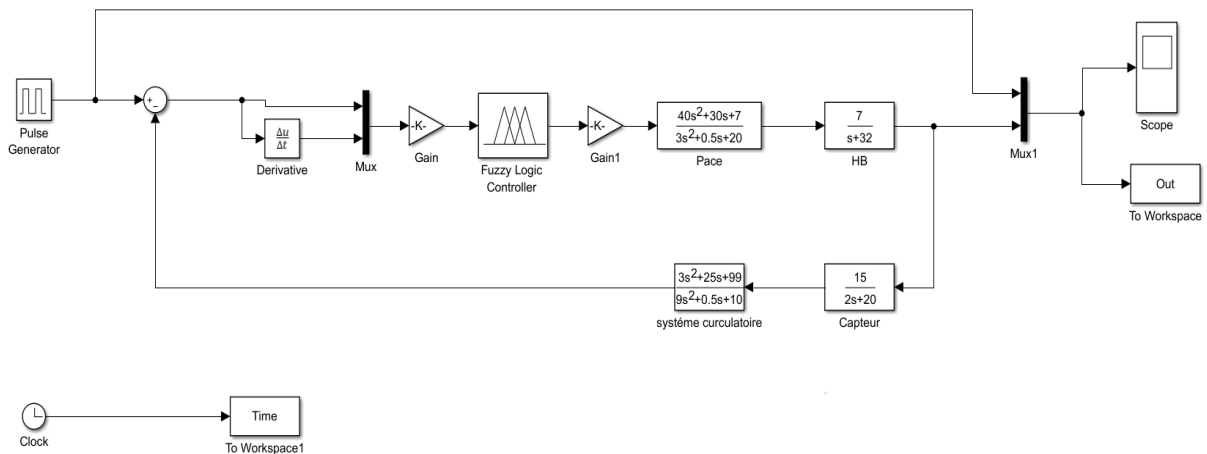 Pulse
Generator
+
−
Δu
Δt
Derivative
Mux
-K-
Gain
Fuzzy Logic
Controller
-K-
Gain1
40s²+30s+7
3s²+0.5s+20
Pace
7
s+32
HB
Mux1
Scope
Out
To Workspace
3s²+25s+99
9s²+0.5s+10
systéme curculatoire
15
2s+20
Capteur
Clock
Time
To Workspace1